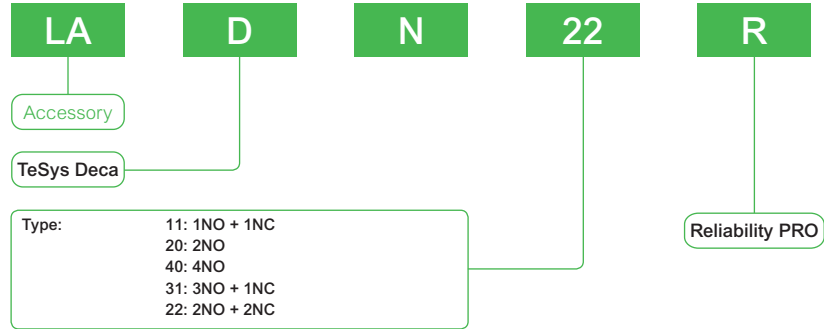 LA D N 22 R
Accessory
TeSys Deca
Type: 11: 1NO + 1NC
20: 2NO
40: 4NO
31: 3NO + 1NC
22: 2NO + 2NC
Reliability PRO